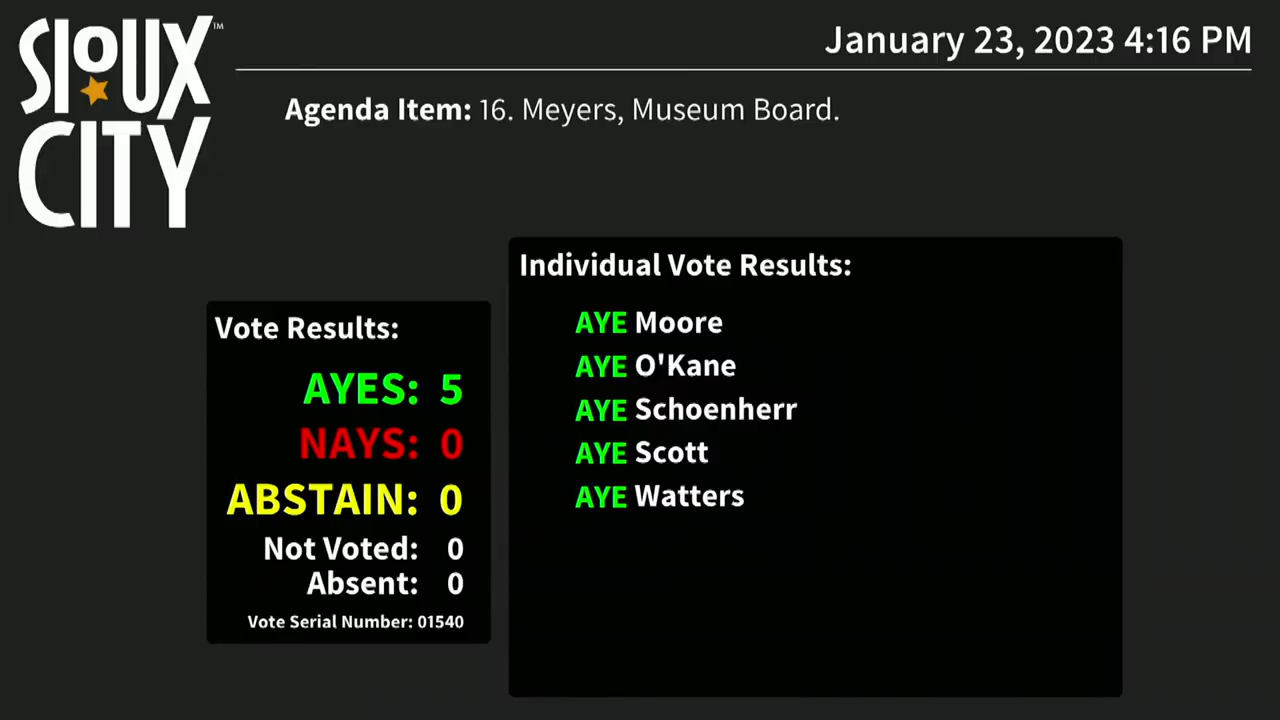 SIOUX
CITY
™
January 23, 2023 4:16 PM
Agenda Item: 16. Meyers, Museum Board.
Vote Results:
AYES: 5
NAYS: 0
ABSTAIN: 0
Not Voted: 0
Absent: 0
Vote Serial Number: 01540
Individual Vote Results:
AYE Moore
AYE O'Kane
AYE Schoenherr
AYE Scott
AYE Watters